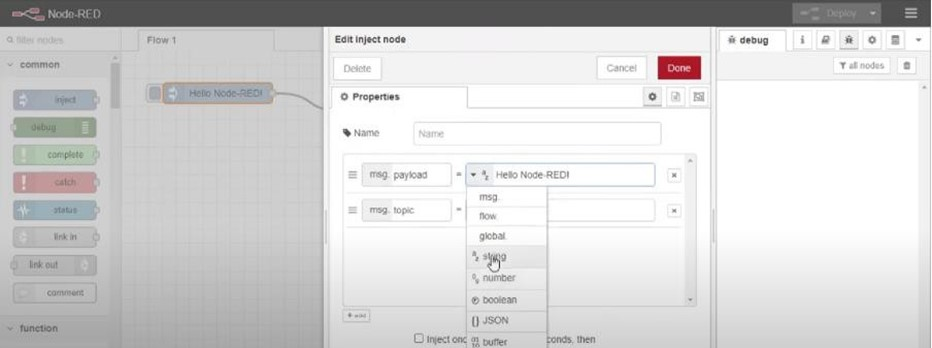 Node-RED
Deploy
filter nodes
Flow 1
Edit inject node
debug
i
common
Delete
Cancel
Done
all nodes
Hello Node-RED!
Properties
inject
debug
Name
Name
complete
msg. payload = Hello Node-RED!
catch
msg.
status
msg. topic =
flow.
link in
global.
string
link out
number
comment
boolean
{} JSON
add
function
Inject onc
buffer
conds, then